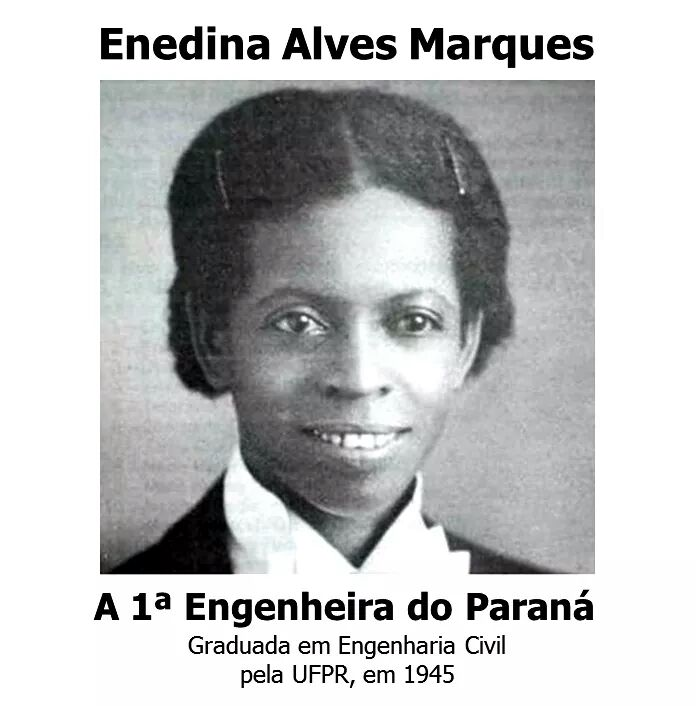 Enedina Alves Marques
A 1ª Engenheira do Paraná
Graduada em Engenharia Civil
pela UFPR, em 1945